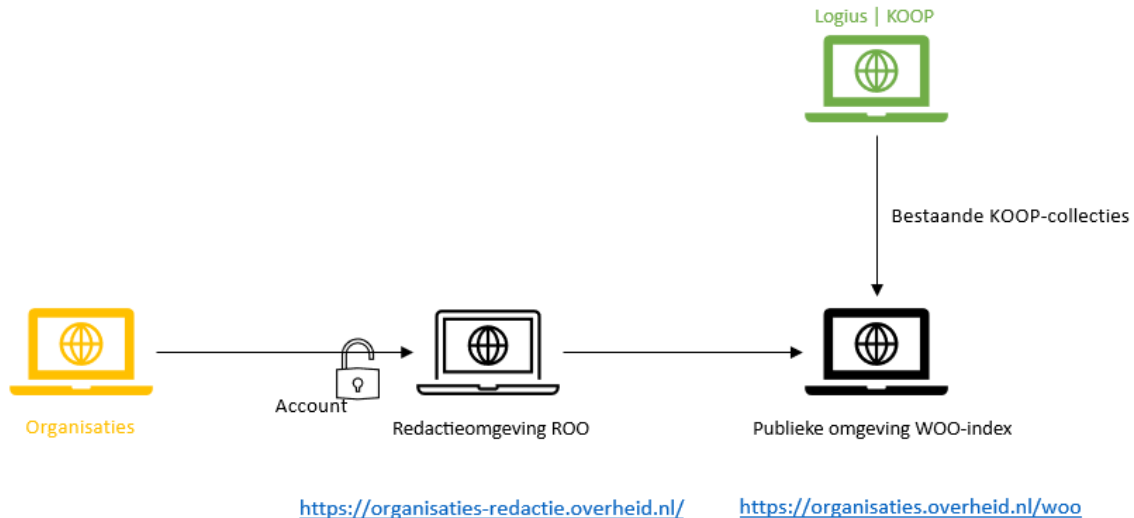 Logius | KOOP
Bestaande KOOP-collecties
Account
Organisaties
Redactieomgeving ROO
Publieke omgeving WOO-index
https://organisaties-redactie.overheid.nl/
https://organisaties.overheid.nl/woo